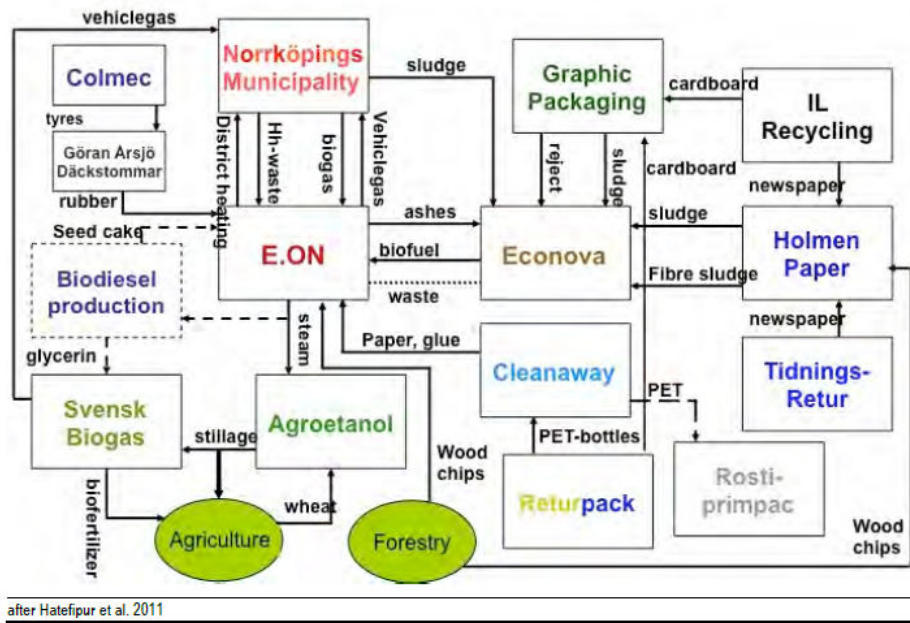 vehiclegas
Colmec
tyres
Göran Arsjö
Däckstommar
rubber
Norrköpings
Municipality
sludge
Graphic
Packaging
cardboard
IL
Recycling
District heating
Hh-waste
biogas
Vehiclegas
reject
sludge
cardboard
newspaper
Seed cake
E.ON
ashes
biofuel
waste
Econova
sludge
Fibre sludge
Holmen
Paper
Biodiesel
production
glycerin
steam
Paper, glue
Cleanaway
newspaper
Tidnings-
Retur
Svensk
Biogas
stillage
Agroetanol
Wood
chips
PET-bottles
PET
Returpack
Rosti-
primpac
biofertilizer
wheat
Agriculture
Forestry
Wood
chips
after Hatefipur et al. 2011